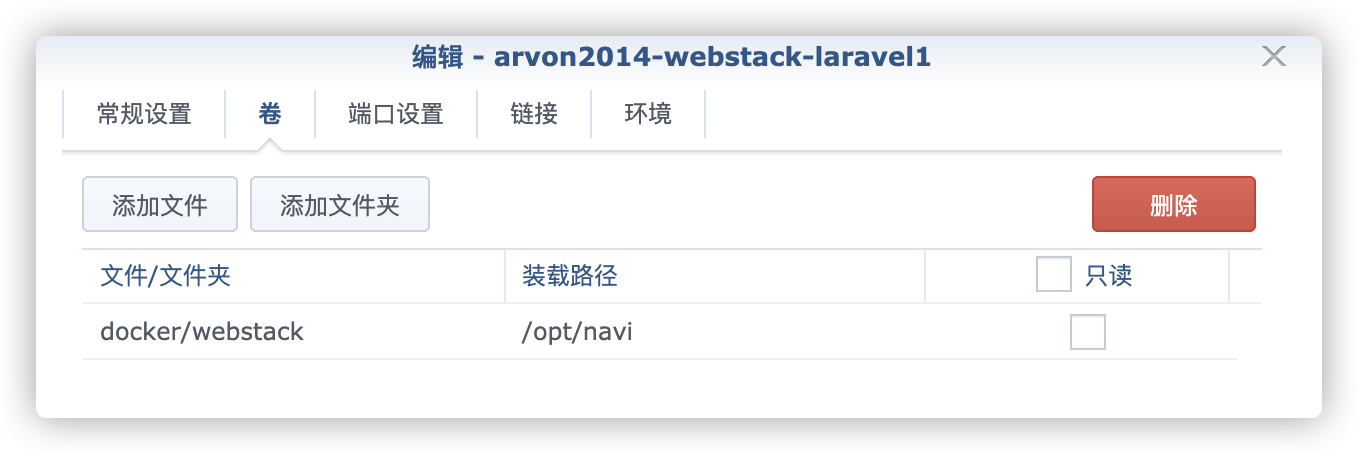 编辑 - arvon2014-webstack-laravel1
常规设置 卷 端口设置 链接 环境
添加文件 添加文件夹 删除
文件/文件夹 装载路径 只读
docker/webstack /opt/navi